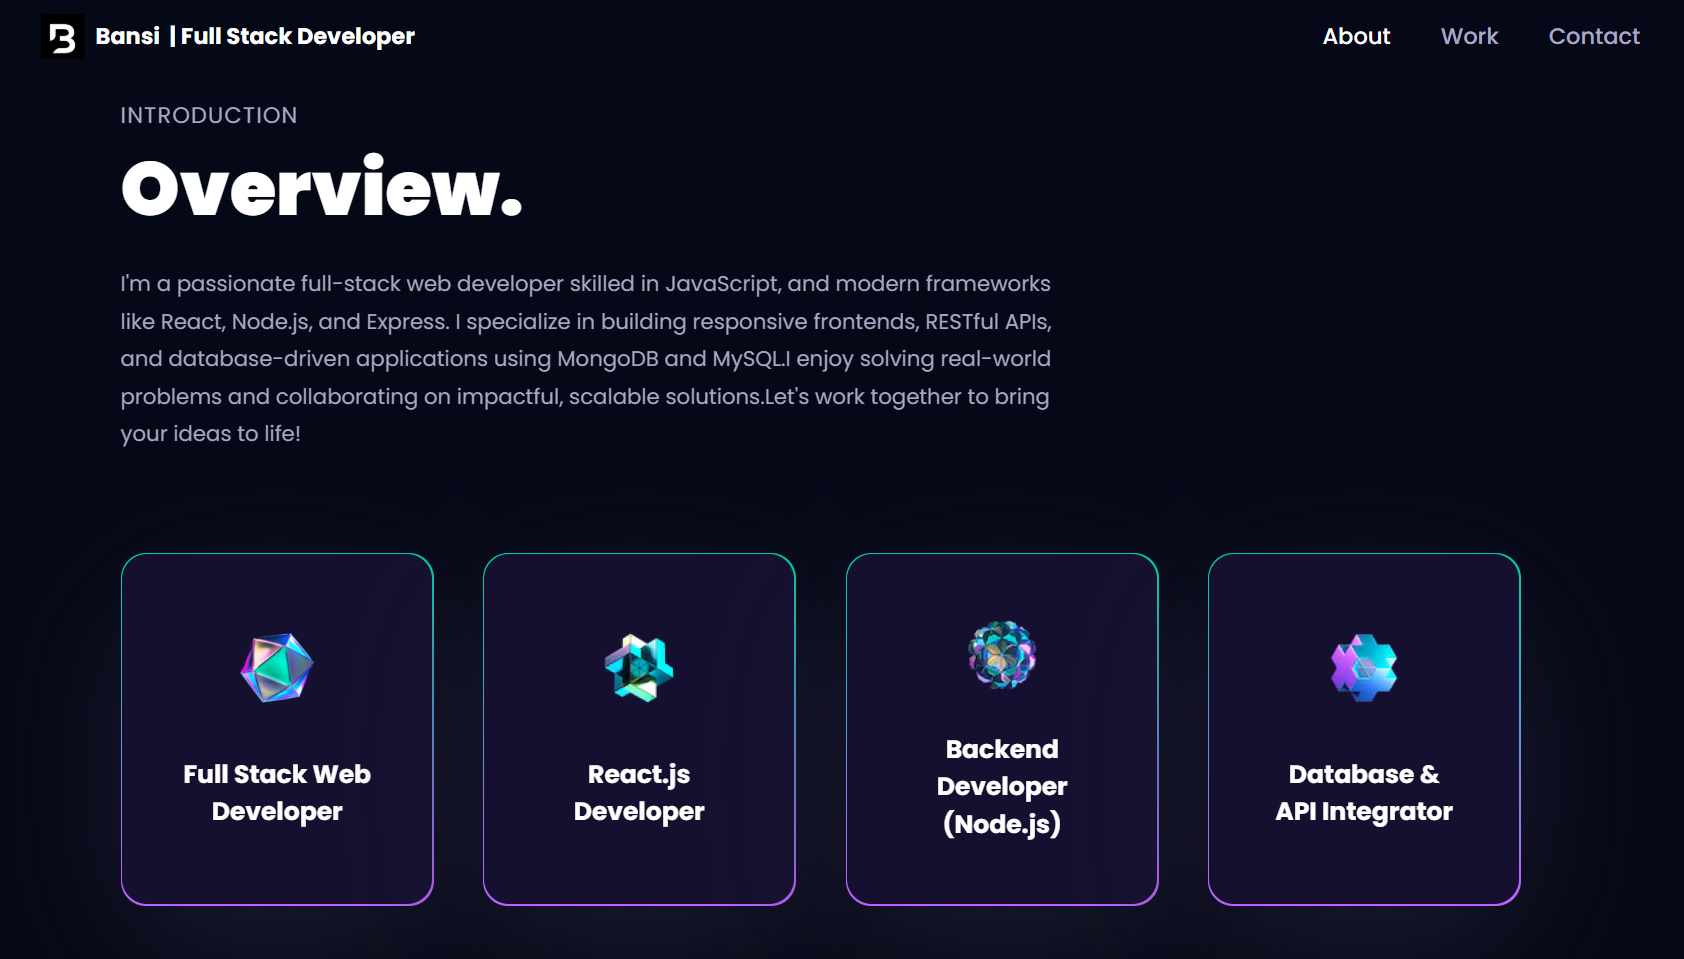 Bansi | Full Stack Developer
About
Work
Contact
INTRODUCTION
Overview.
I'm a passionate full-stack web developer skilled in JavaScript, and modern frameworks
like React, Node.js, and Express. I specialize in building responsive frontends, RESTful APIs,
and database-driven applications using MongoDB and MySQL.I enjoy solving real-world
problems and collaborating on impactful, scalable solutions.Let's work together to bring
your ideas to life!
Full Stack Web
Developer
React.js
Developer
Backend
Developer
(Node.js)
Database &
API Integrator